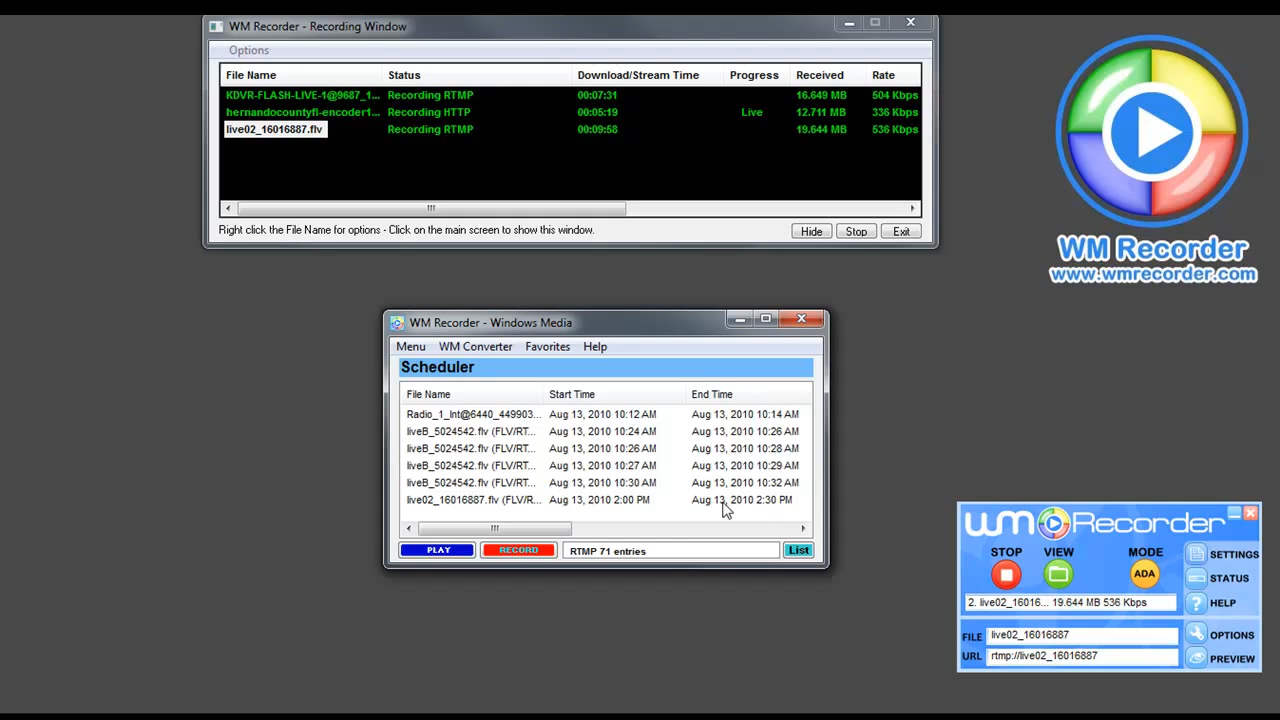 WM Recorder - Recording Window
Options
File Name Status Download/Stream Time Progress Received Rate
KDVR-FLASH-LIVE-1@9687_1... Recording RTMP 00:07:31 16.649 MB 504 Kbps
hernandocountyfl-encoder1... Recording HTTP 00:05:19 Live 12.711 MB 336 Kbps
live02_16016887.flv Recording RTMP 00:09:58 19.644 MB 536 Kbps
Right click the File Name for options - Click on the main screen to show this window. Hide Stop Exit
WM Recorder
www.wmrecorder.com
WM Recorder - Windows Media
Menu WM Converter Favorites Help
Scheduler
File Name Start Time End Time
Radio_1_Int@6440_449903... Aug 13, 2010 10:12 AM Aug 13, 2010 10:14 AM
liveB_5024542.flv (FLV/RT... Aug 13, 2010 10:24 AM Aug 13, 2010 10:26 AM
liveB_5024542.flv (FLV/RT... Aug 13, 2010 10:26 AM Aug 13, 2010 10:28 AM
liveB_5024542.flv (FLV/RT... Aug 13, 2010 10:27 AM Aug 13, 2010 10:29 AM
liveB_5024542.flv (FLV/RT... Aug 13, 2010 10:30 AM Aug 13, 2010 10:32 AM
live02_16016887.flv (FLV/R... Aug 13, 2010 2:00 PM Aug 13, 2010 2:30 PM
PLAY RECORD RTMP 71 entries List
wm Recorder
STOP VIEW MODE SETTINGS
ADA STATUS
2. live02_16016... 19.644 MB 536 Kbps HELP
FILE live02_16016887 OPTIONS
URL rtmp://live02_16016887 PREVIEW